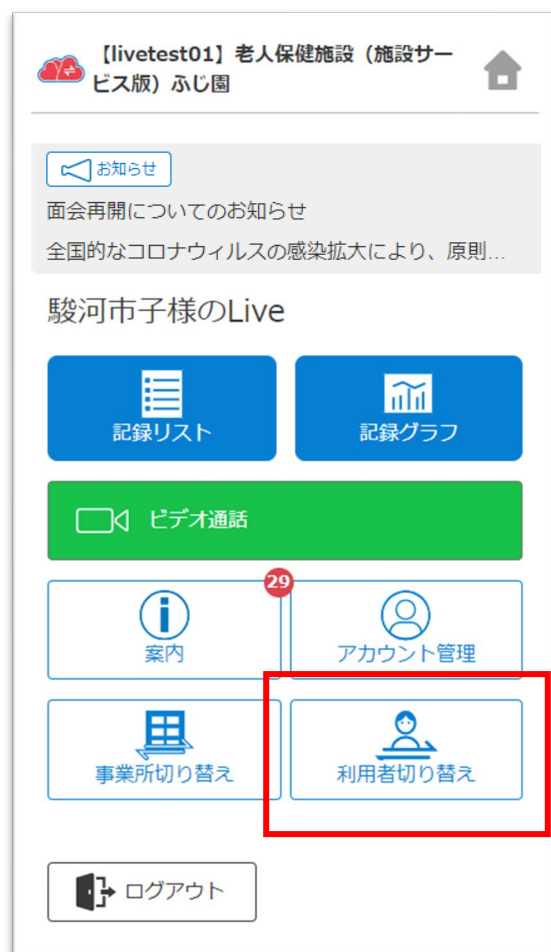 【livetest01】老人保健施設（施設サー
ビス版）ふじ園
お知らせ
面会再開についてのお知らせ
全国的なコロナウィルスの感染拡大により、原則...
駿河市子様のLive
記録リスト
記録グラフ
ビデオ通話
29
案内
アカウント管理
事業所切り替え
利用者切り替え
ログアウト